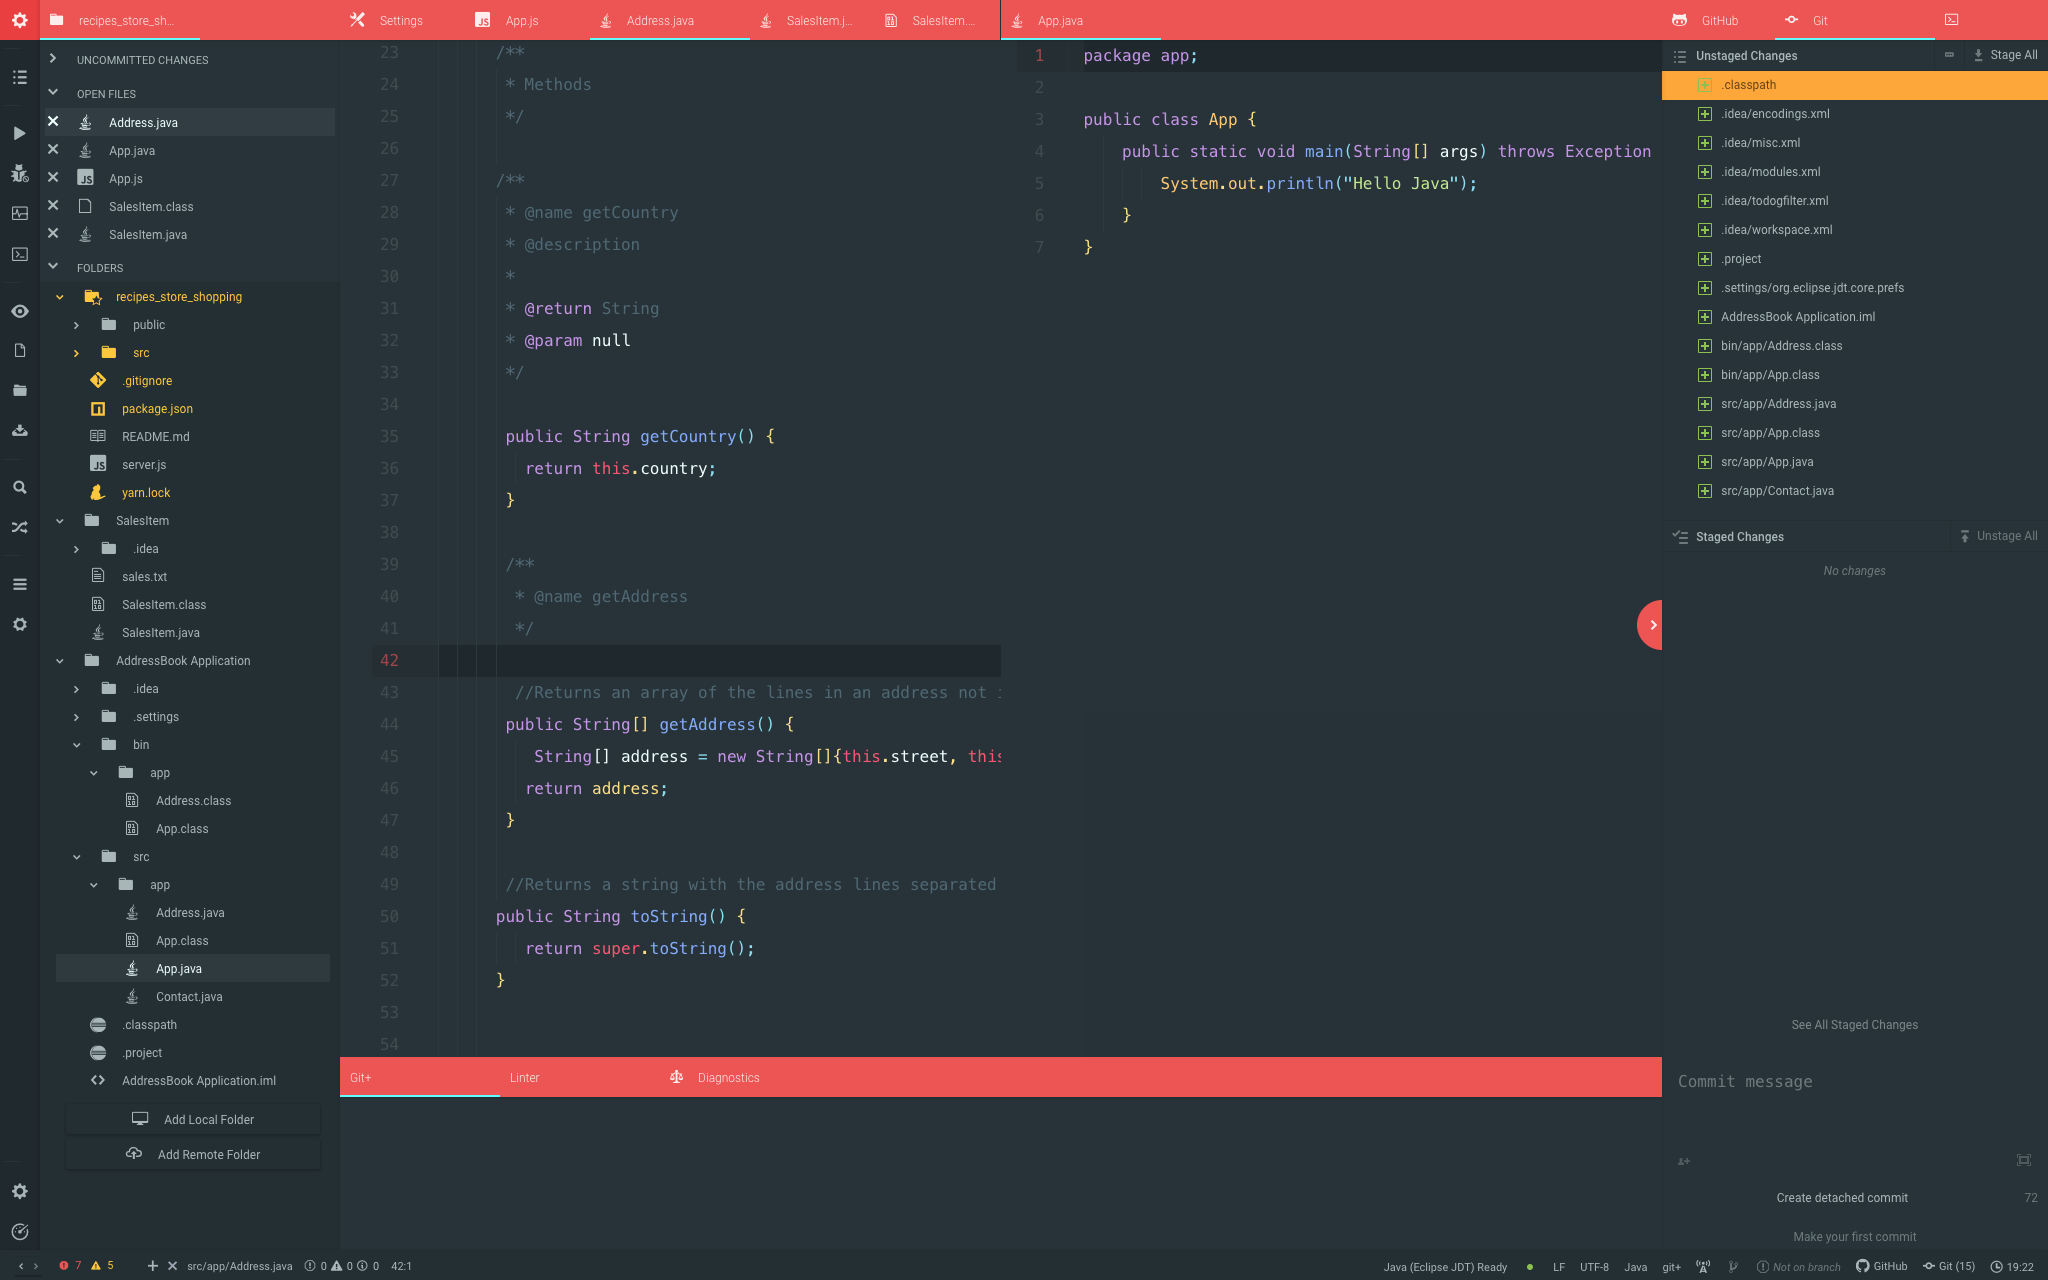 recipes_store_sh...
Settings
App.js
Address.java
SalesItem.j...
SalesItem....
App.java
GitHub
Git
UNCOMMITTED CHANGES
OPEN FILES
Address.java
App.java
App.js
SalesItem.class
SalesItem.java
FOLDERS
recipes_store_shopping
public
src
.gitignore
package.json
README.md
server.js
yarn.lock
SalesItem
.idea
sales.txt
SalesItem.class
SalesItem.java
AddressBook Application
.idea
.settings
bin
app
Address.class
App.class
src
app
Address.java
App.class
App.java
Contact.java
.classpath
.project
AddressBook Application.iml
Add Local Folder
Add Remote Folder
23 /**
24 * Methods
25 */
26
27 /**
28 * @name getCountry
29 * @description
30 *
31 * @return String
32 * @param null
33 */
34
35 public String getCountry() {
36 return this.country;
37 }
38
39 /**
40 * @name getAddress
41 */
42
43 //Returns an array of the lines in an address not
44 public String[] getAddress() {
45 String[] address = new String[]{this.street, this
46 return address;
47 }
48
49 //Returns a string with the address lines separated
50 public String toString() {
51 return super.toString();
52 }
53
54
1 package app;
2
3 public class App {
4 public static void main(String[] args) throws Exception
5 System.out.println("Hello Java");
6 }
7 }
Git+
Linter
Diagnostics
Unstaged Changes
Stage All
.classpath
.idea/encodings.xml
.idea/misc.xml
.idea/modules.xml
.idea/todogfilter.xml
.idea/workspace.xml
.project
.settings/org.eclipse.jdt.core.prefs
AddressBook Application.iml
bin/app/Address.class
bin/app/App.class
src/app/Address.java
src/app/App.class
src/app/App.java
src/app/Contact.java
Staged Changes
Unstage All
No changes
See All Staged Changes
Commit message
Create detached commit
72
Make your first commit
7 5 src/app/Address.java 0 0 0 42:1
Java (Eclipse JDT) Ready LF UTF-8 Java git+ Not on branch GitHub Git (15) 19:22